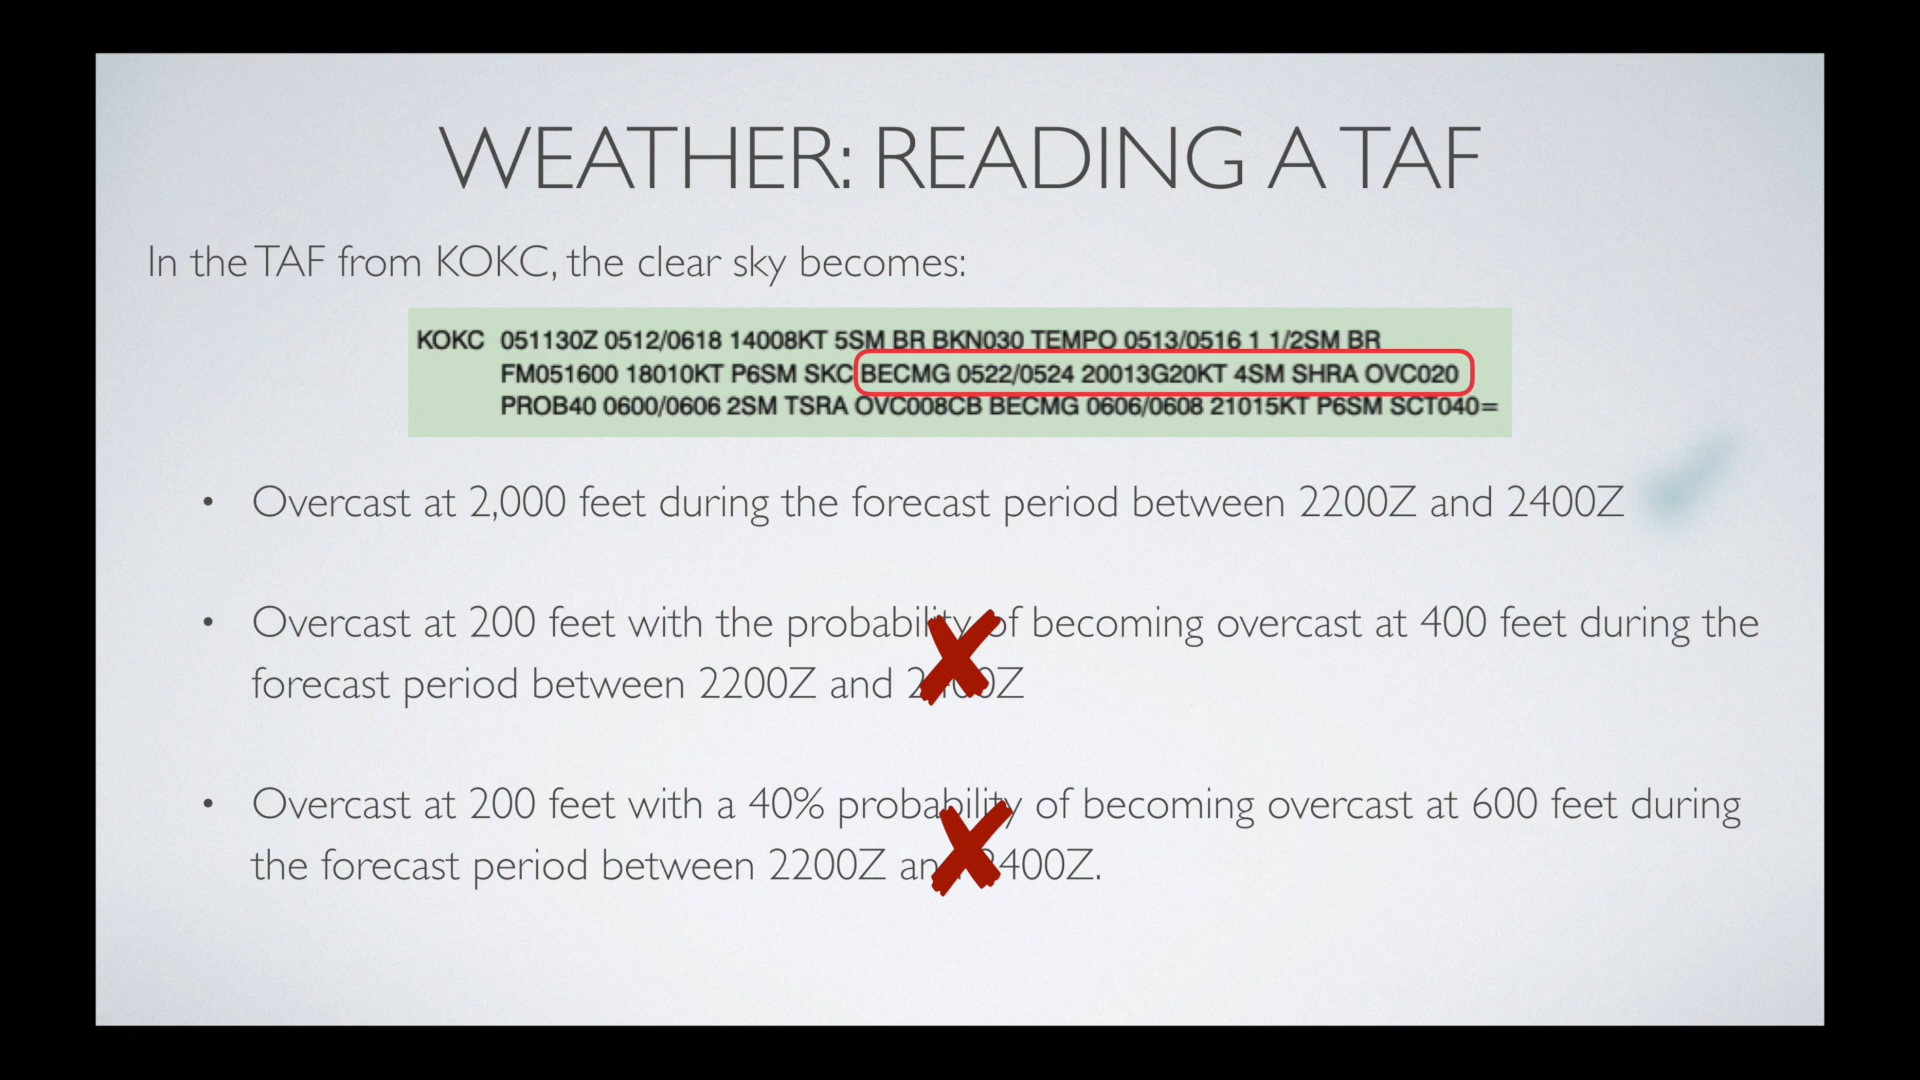 WEATHER: READING A TAF
In the TAF from KOKC, the clear sky becomes:
KOKC 051130Z 0512/0618 14008KT 5SM BR BKN030 TEMPO 0513/0516 1 1/2SM BR
FM051600 18010KT P6SM SKC BECMG 0522/0524 20013G20KT 4SM SHRA OVC020
PROB40 0600/0606 2SM TSRA OVC008CB BECMG 0606/0608 21015KT P6SM SCT040=
• Overcast at 2,000 feet during the forecast period between 2200Z and 2400Z
• Overcast at 200 feet with the probability of becoming overcast at 400 feet during the
forecast period between 2200Z and 2400Z
• Overcast at 200 feet with a 40% probability of becoming overcast at 600 feet during
the forecast period between 2200Z and 2400Z.